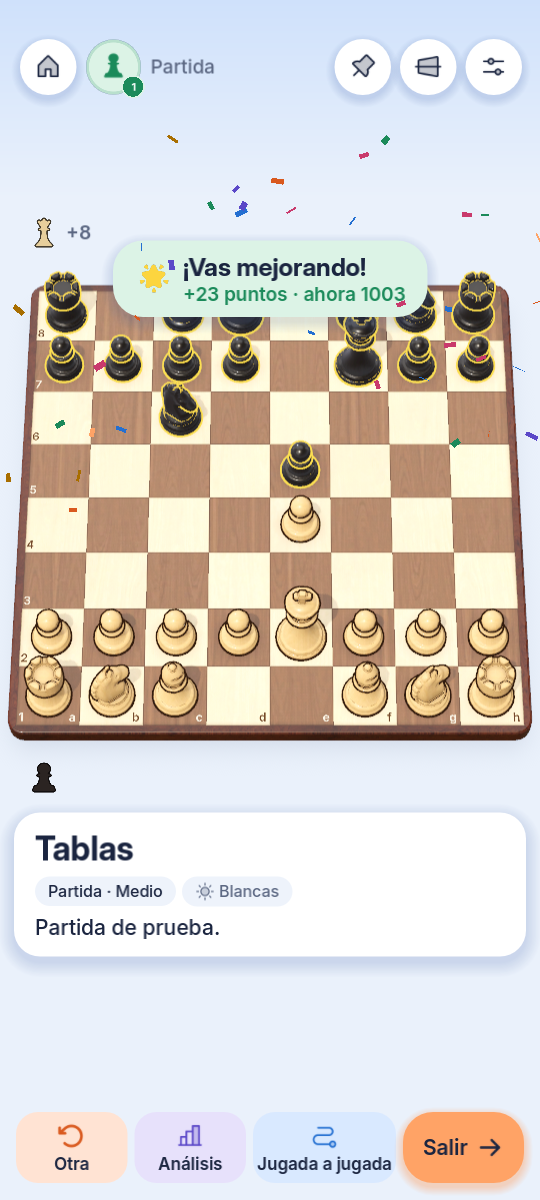 1
Partida
+8
¡Vas mejorando!
+23 puntos · ahora 1003
8
7
6
5
4
3
2
1 a b c d e f g h
Tablas
Partida · Medio
Blancas
Partida de prueba.
Otra
Análisis
Jugada a jugada
Salir